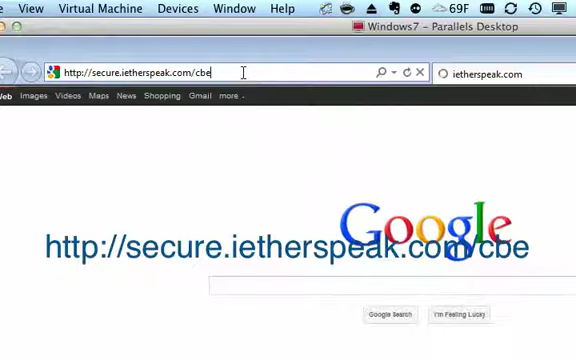 View Virtual Machine Devices Window Help 69F
Windows7 - Parallels Desktop
http://secure.ietherspeak.com/cbe ietherspeak.com
Web Images Videos Maps News Shopping Gmail more
Google
http://secure.ietherspeak.com/cbe
Google Search I'm Feeling Lucky